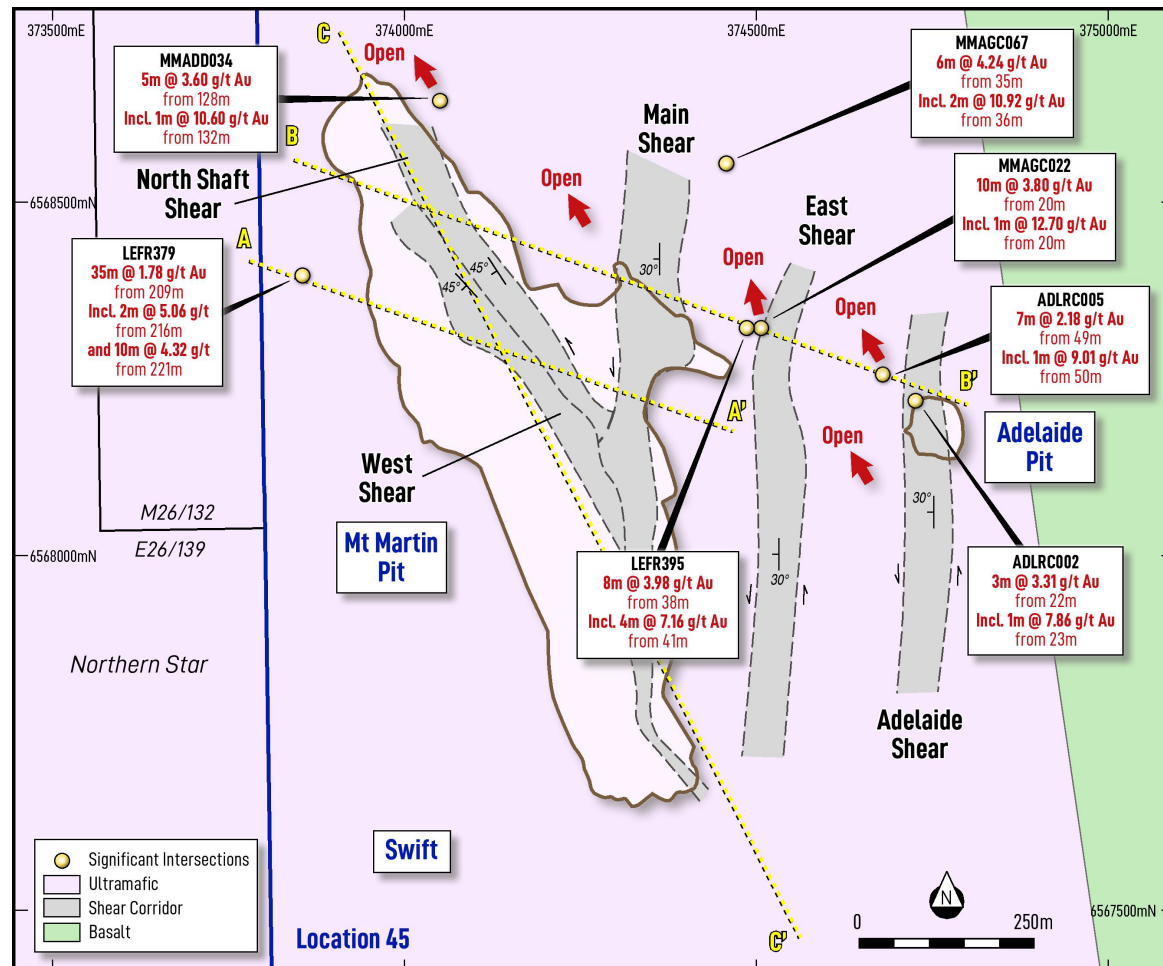 373500mE
374000mE
374500mE
375000mE
C
Open
MMADD034
5m @ 3.60 g/t Au
from 128m
Incl. 1m @ 10.60 g/t Au
from 132m
MMAGC067
6m @ 4.24 g/t Au
from 35m
Incl. 2m @ 10.92 g/t Au
from 36m
Main
Shear
B
North Shaft
Shear
Open
MMAGC022
10m @ 3.80 g/t Au
from 20m
Incl. 1m @ 12.70 g/t Au
from 20m
6568500mN
East
Shear
A
LEFR379
35m @ 1.78 g/t Au
from 209m
Incl. 2m @ 5.06 g/t
from 216m
and 10m @ 4.32 g/t
from 221m
45°
45°
30°
Open
Open
ADLRC005
7m @ 2.18 g/t Au
from 49m
Incl. 1m @ 9.01 g/t Au
from 50m
B'
A'
Adelaide
Pit
Open
West
Shear
30°
M26/132
E26/139
6568000mN
Mt Martin
Pit
LEFR395
8m @ 3.98 g/t Au
from 38m
Incl. 4m @ 7.16 g/t Au
from 41m
30°
ADLRC002
3m @ 3.31 g/t Au
from 22m
Incl. 1m @ 7.86 g/t Au
from 23m
Northern Star
Adelaide
Shear
Swift
Significant Intersections
Ultramafic
Shear Corridor
Basalt
Location 45
C'
N
0
250m
6567500mN